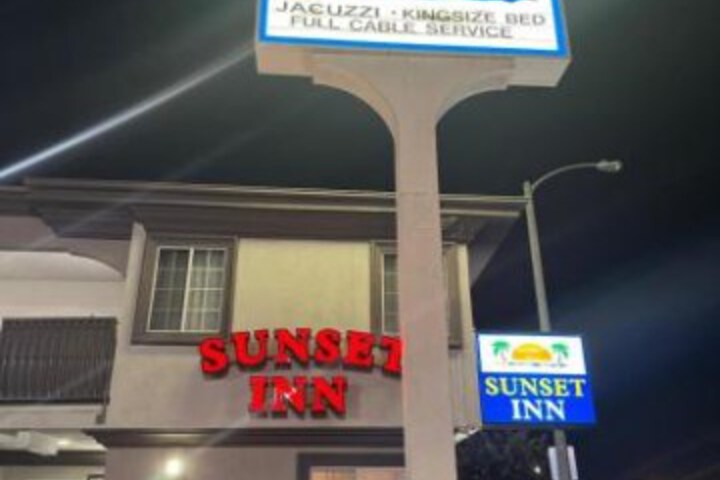 JACUZZI · KINGSIZE BED
FULL CABLE SERVICE
SUNSET
INN
SUNSET
INN